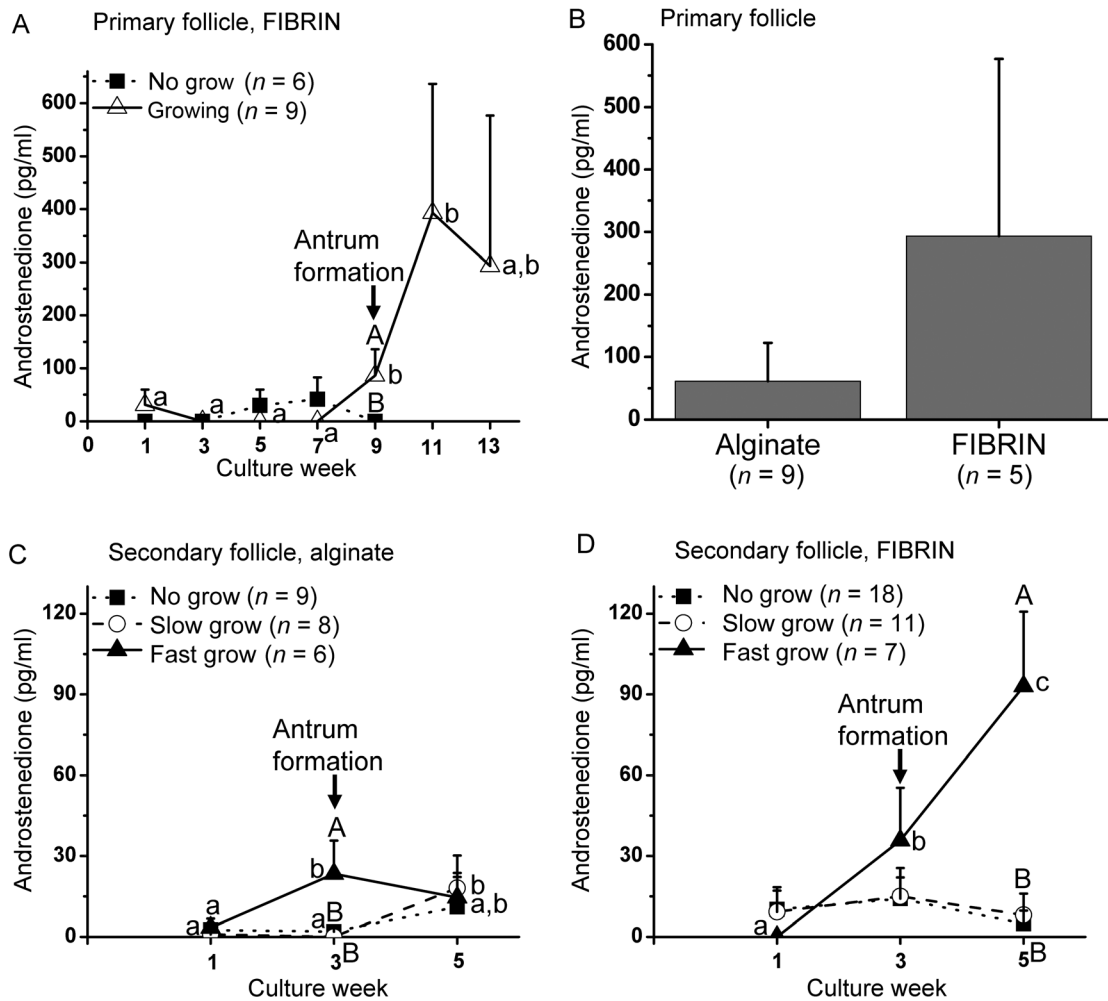 A
Primary follicle, FIBRIN
No grow (n = 6)
Growing (n = 9)
Androstenedione (pg/ml)
600
500
400
300
200
100
0
Antrum
formation
A
B
a
a
a
a
b
b
a,b
0
1
3
5
7
9
11
13
Culture week
B
Primary follicle
Androstenedione (pg/ml)
600
500
400
300
200
100
0
Alginate
(n = 9)
FIBRIN
(n = 5)
C
Secondary follicle, alginate
No grow (n = 9)
Slow grow (n = 8)
Fast grow (n = 6)
Androstenedione (pg/ml)
120
90
60
30
0
Antrum
formation
A
b
a
a
a
B
B
b
a,b
1
3
5
Culture week
D
Secondary follicle, FIBRIN
No grow (n = 18)
Slow grow (n = 11)
Fast grow (n = 7)
Androstenedione (pg/ml)
120
90
60
30
0
Antrum
formation
A
c
b
a
B
B
1
3
5
Culture week